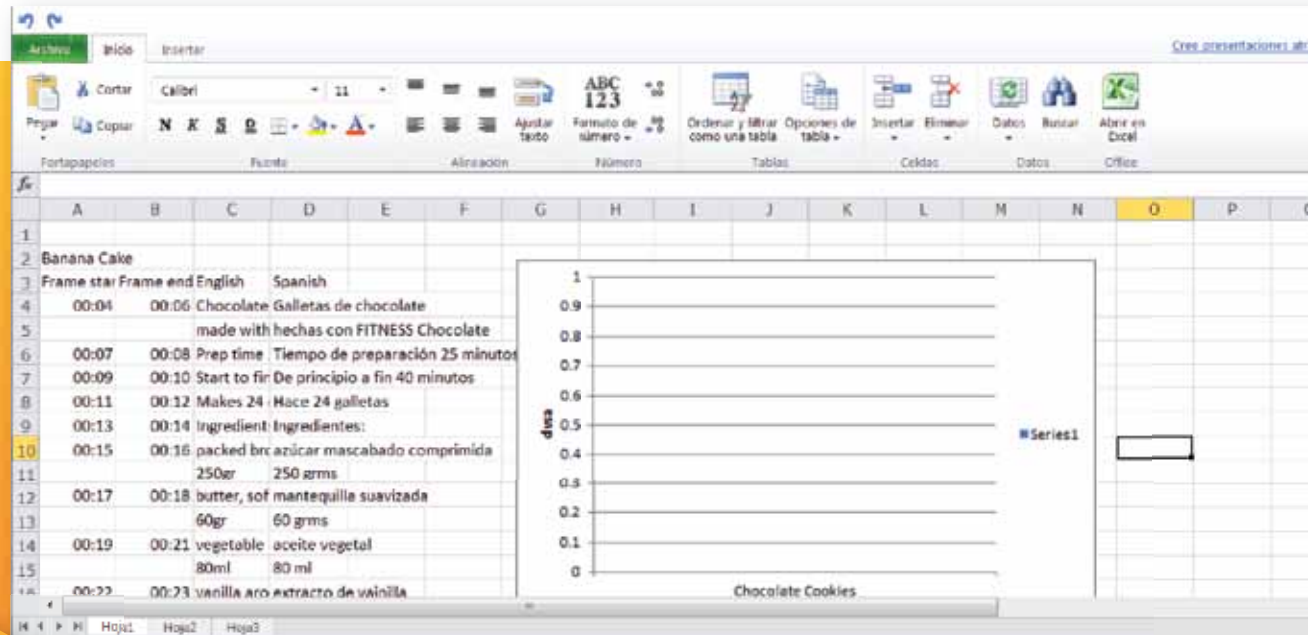 Archivo Inicio Insertar
Cree presentaciones
Cortar
Copiar
Pegar
Calibri 11
N K S D A
Ajustar texto
ABC 123
Formato de número
Ordenar y filtrar como una tabla
Opciones de tabla
Insertar
Eliminar
Datos
Buscar
Abrir en Excel
Portapapeles Fuente Alineación Número Tablas Celdas Datos Office
fx
A B C D E F G H I J K L M N O P
1
2 Banana Cake
3 Frame star Frame end English Spanish
4 00:04 00:06 Chocolate Galletas de chocolate
5 made with hechas con FITNESS Chocolate
6 00:07 00:08 Prep time Tiempo de preparación 25 minutos
7 00:09 00:10 Start to fir De principio a fin 40 minutos
8 00:11 00:12 Makes 24 Hace 24 galletas
9 00:13 00:14 Ingredient Ingredientes:
10 00:15 00:16 packed bro azúcar mascabado comprimida
11 250gr 250 grms
12 00:17 00:18 butter, sof mantequilla suavizada
13 60gr 60 grms
14 00:19 00:21 vegetable aceite vegetal
15 80ml 80 ml
16 00:22 00:23 vanilla aro extracto de vainilla
1
0.9
0.8
0.7
0.6
0.5
0.4
0.3
0.2
0.1
0
dvsa
Series1
Chocolate Cookies
Hoja1 Hoja2 Hoja3